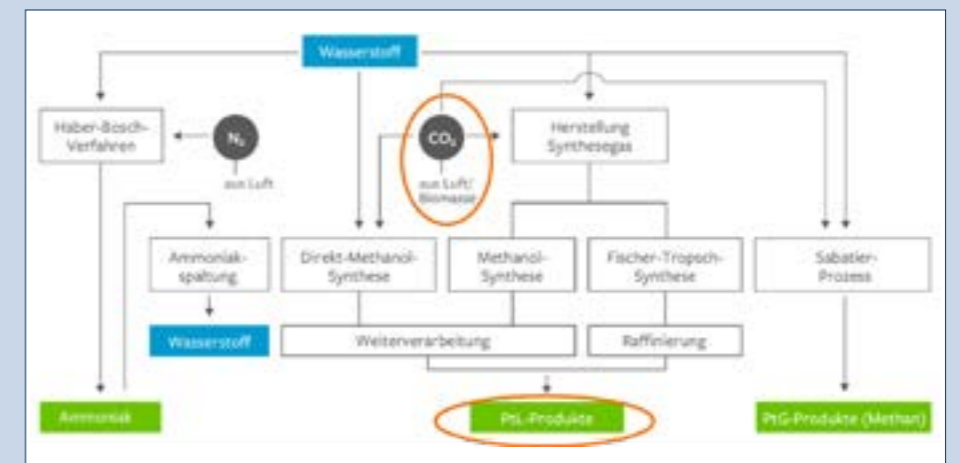 Wasserstoff
Haber-Bosch-
Verfahren
N₂
aus Luft
CO₂
aus Luft/
Biomasse
Herstellung
Synthesegas
Ammoniak-
spaltung
Direkt-Methanol-
Synthese
Methanol-
Synthese
Fischer-Tropsch-
Synthese
Sabatier-
Prozess
Wasserstoff
Weiterverarbeitung
Raffinierung
Ammoniak
PtL-Produkte
PtG-Produkte (Methan)